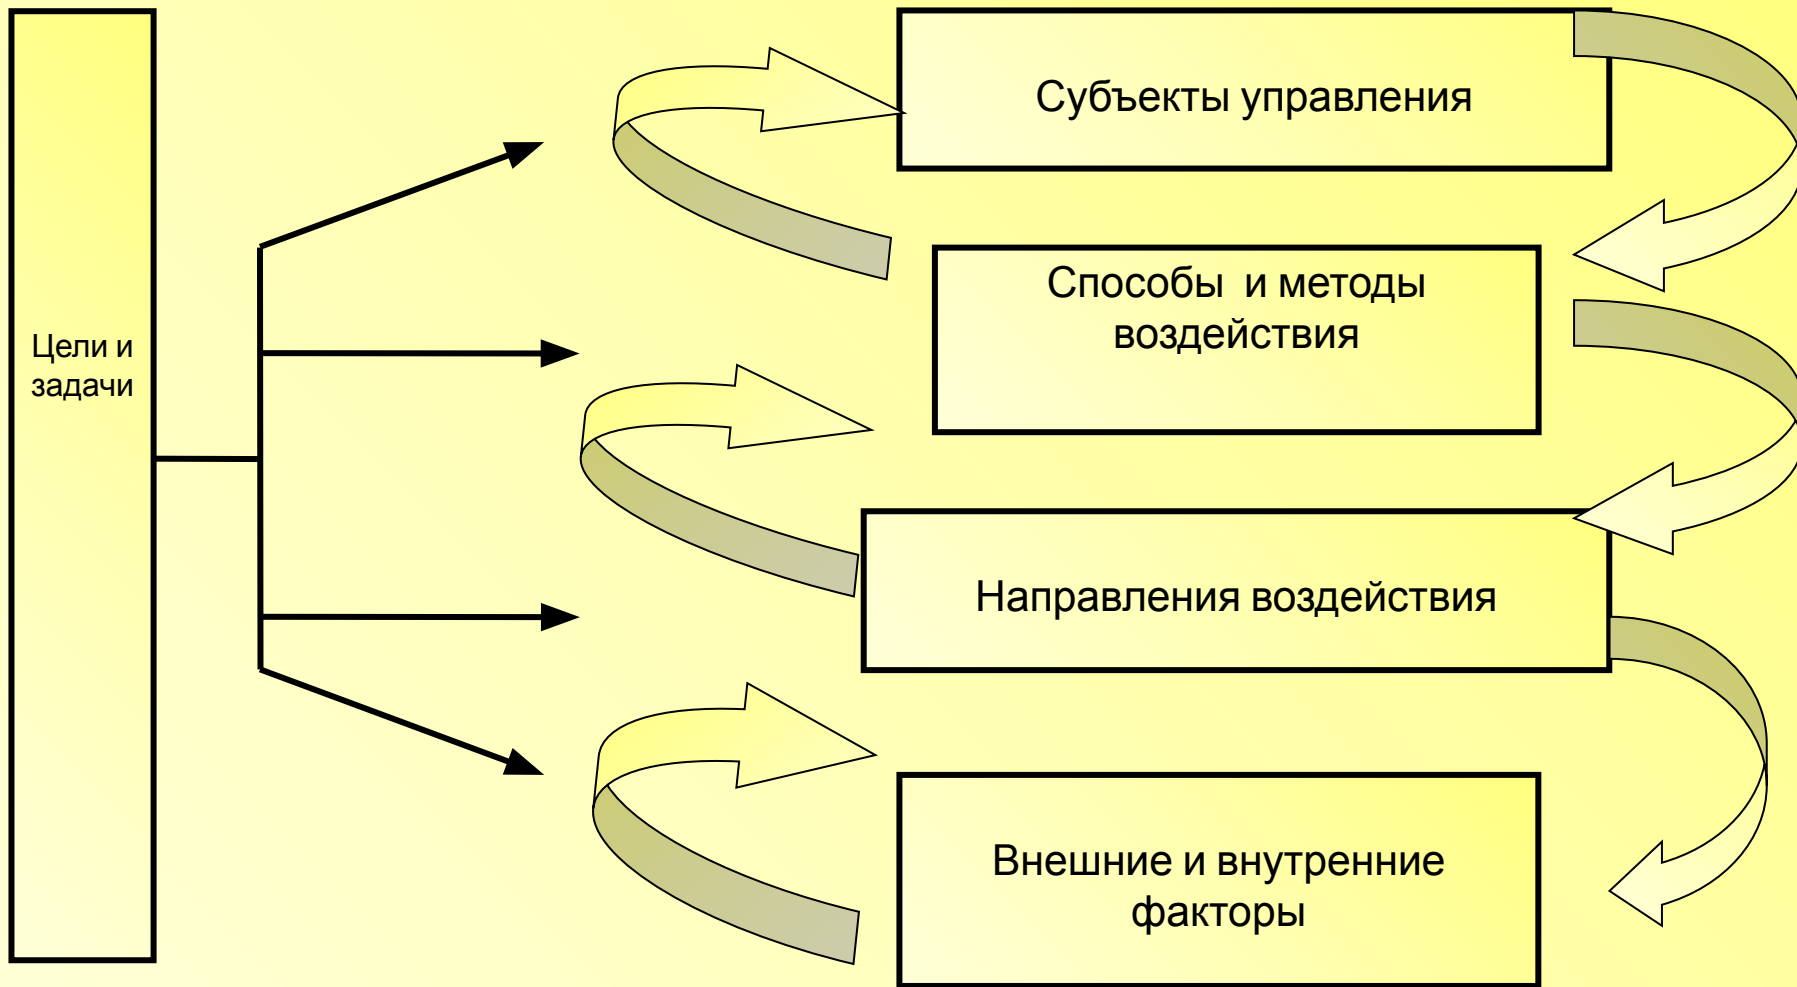 Цели и
задачи
Субъекты управления
Способы  и методы
воздействия
Направления воздействия
Внешние и внутренние
факторы